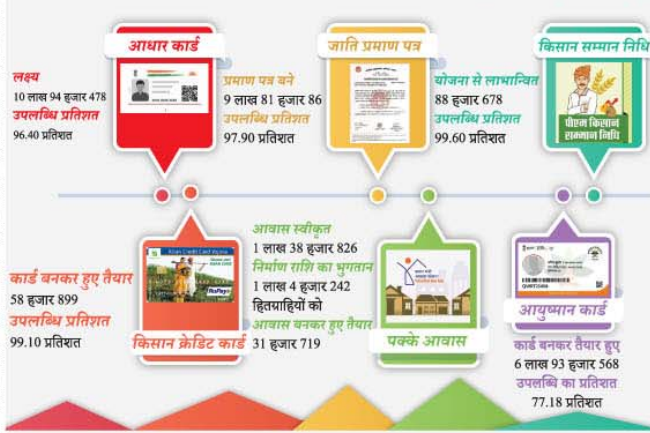 आधार कार्ड
लक्ष्य
10 लाख 94 हजार 478
उपलब्धि प्रतिशत
96.40 प्रतिशत
जाति प्रमाण पत्र
प्रमाण पत्र बने
9 लाख 81 हजार 86
उपलब्धि प्रतिशत
97.90 प्रतिशत
किसान सम्मान निधि
पीएम किसान
सम्मान निधि
योजना से लाभान्वित
88 हजार 678
उपलब्धि प्रतिशत
99.60 प्रतिशत
Kisan Credit Card
RuPay
किसान क्रेडिट कार्ड
कार्ड बनकर हुए तैयार
58 हजार 899
उपलब्धि प्रतिशत
99.10 प्रतिशत
आवास स्वीकृत
1 लाख 38 हजार 826
निर्माण राशि का भुगतान
1 लाख 4 हजार 242
हितग्राहियों को
आवास बनकर हुए तैयार
31 हजार 719
पक्के आवास
आयुष्मान कार्ड
कार्ड बनकर तैयार हुए
6 लाख 93 हजार 568
उपलब्धि का प्रतिशत
77.18 प्रतिशत